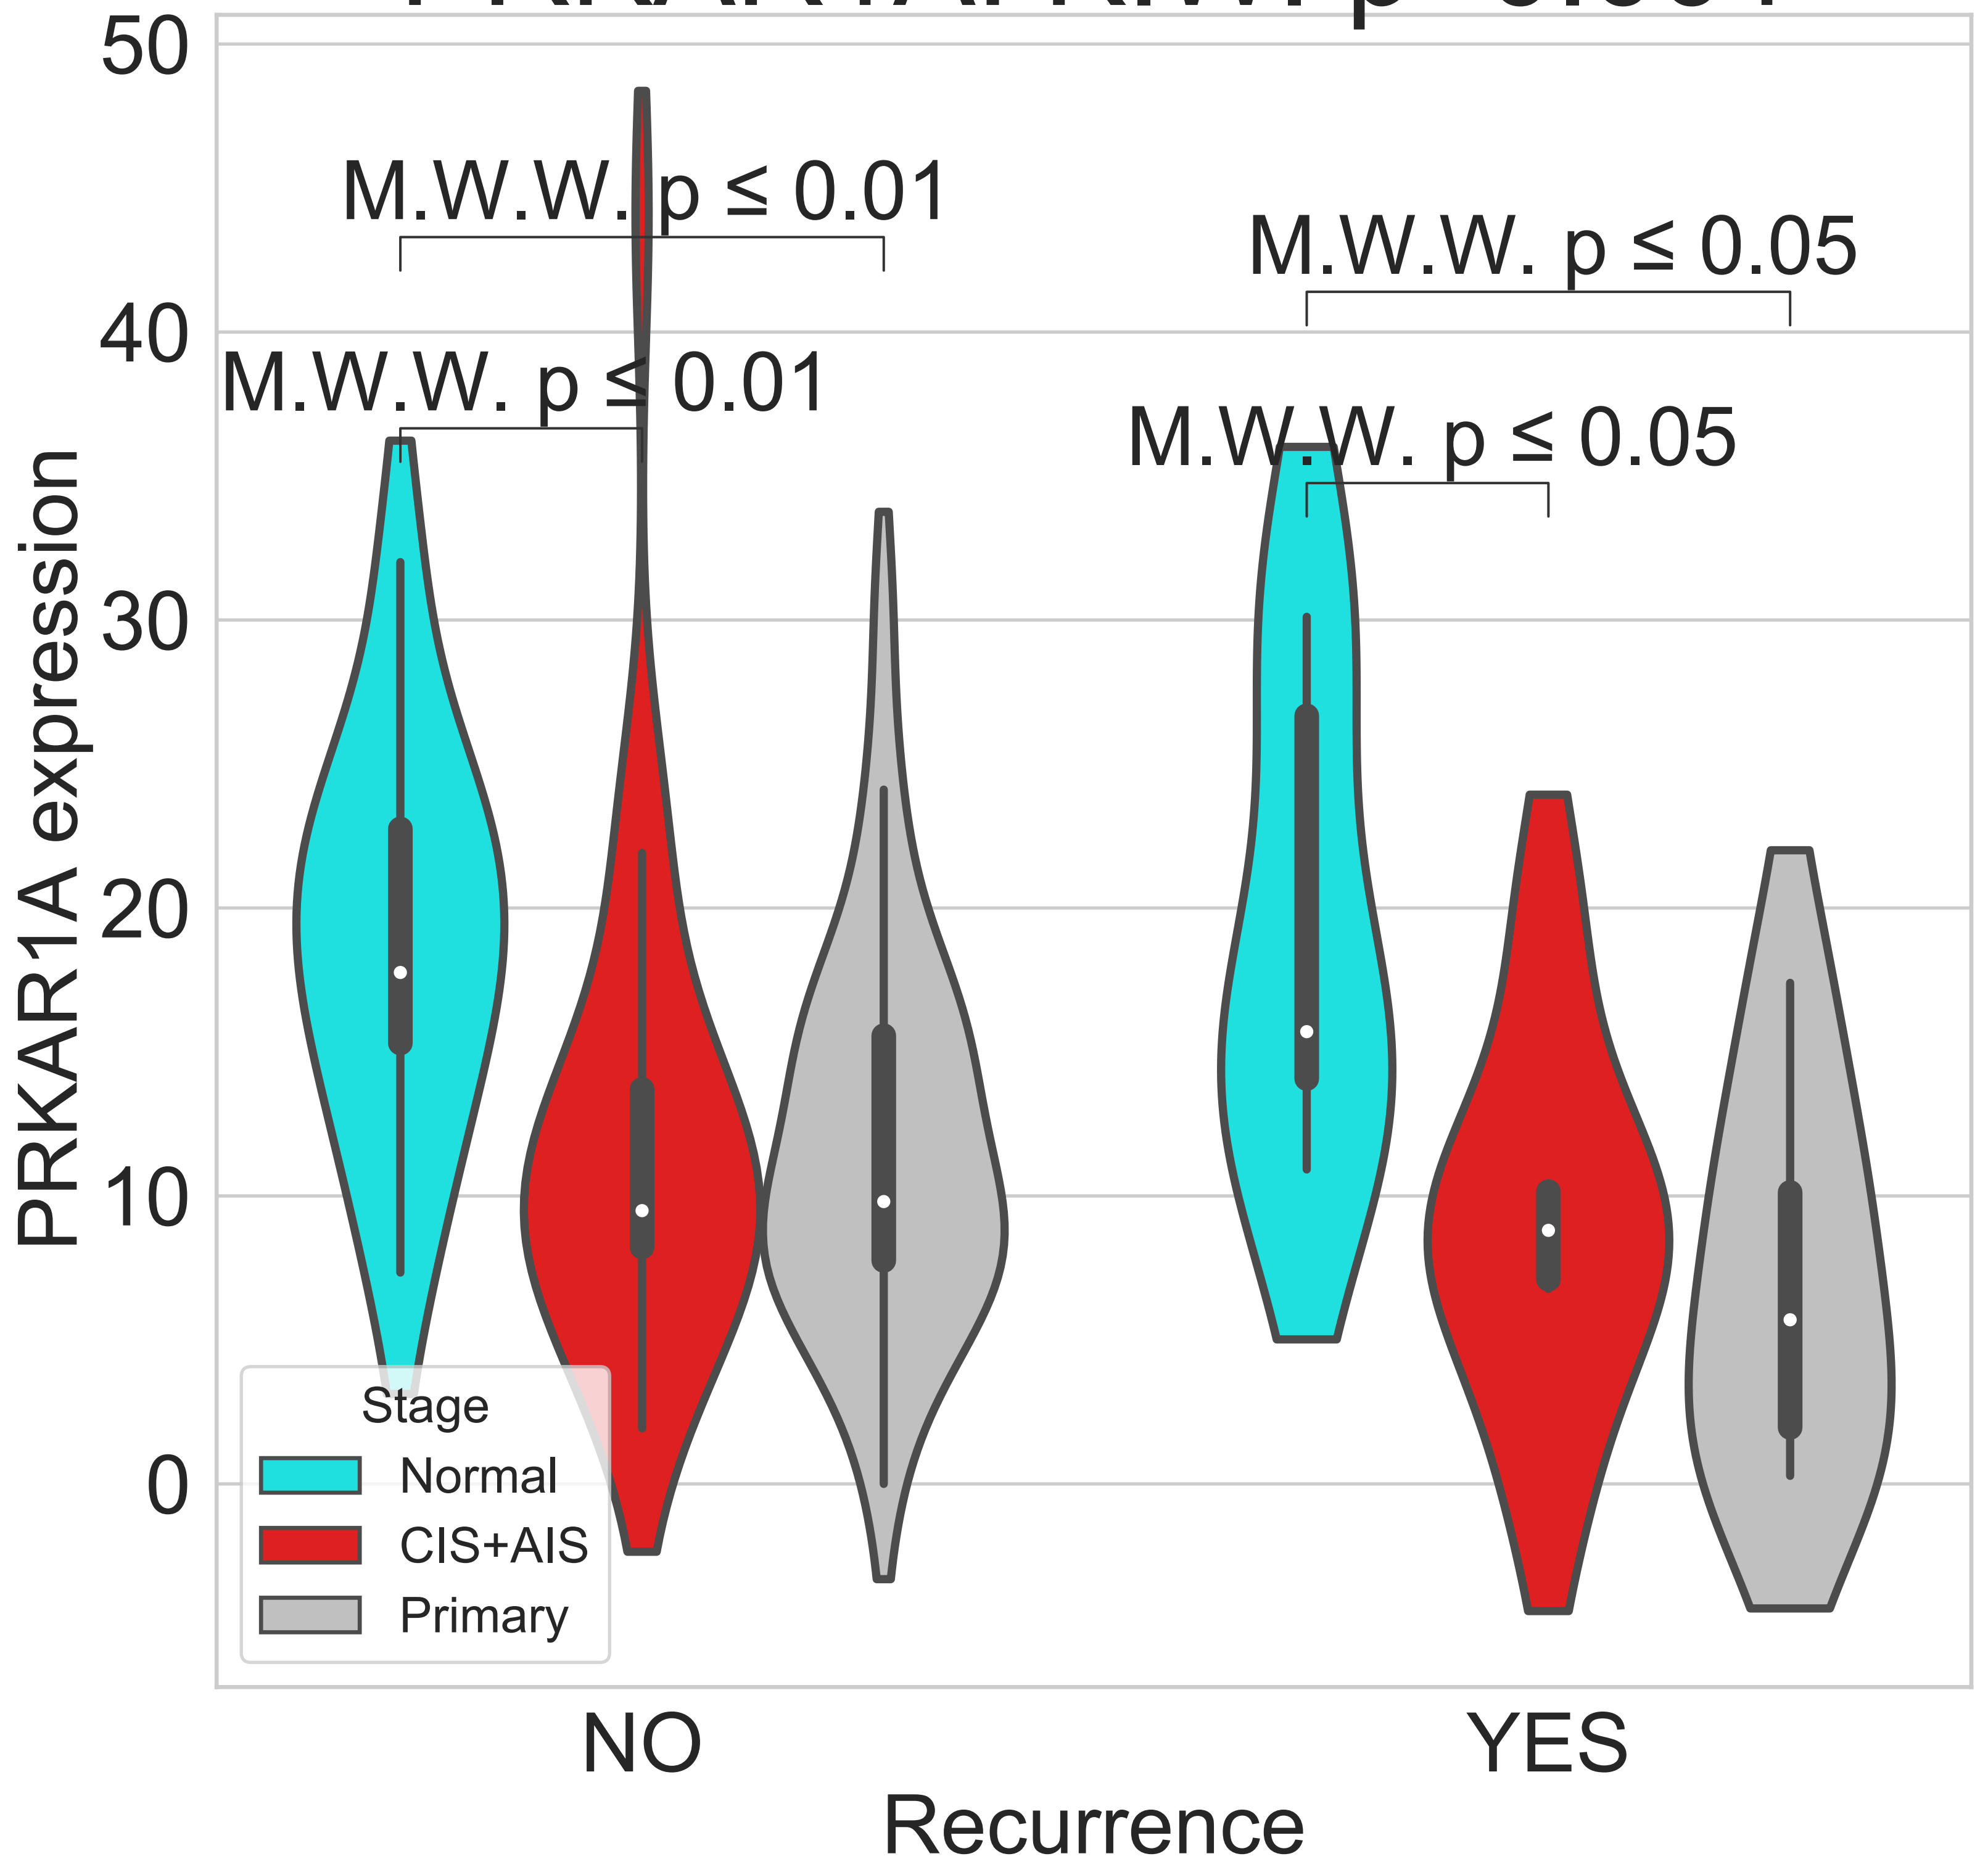 50
M.W.W. p ≤ 0.01
M.W.W. p ≤ 0.05
40
M.W.W. p ≤ 0.01
M.W.W. p ≤ 0.05
30
20
10
0
PRKAR1A expression
Stage
Normal
CIS+AIS
Primary
NO
YES
Recurrence